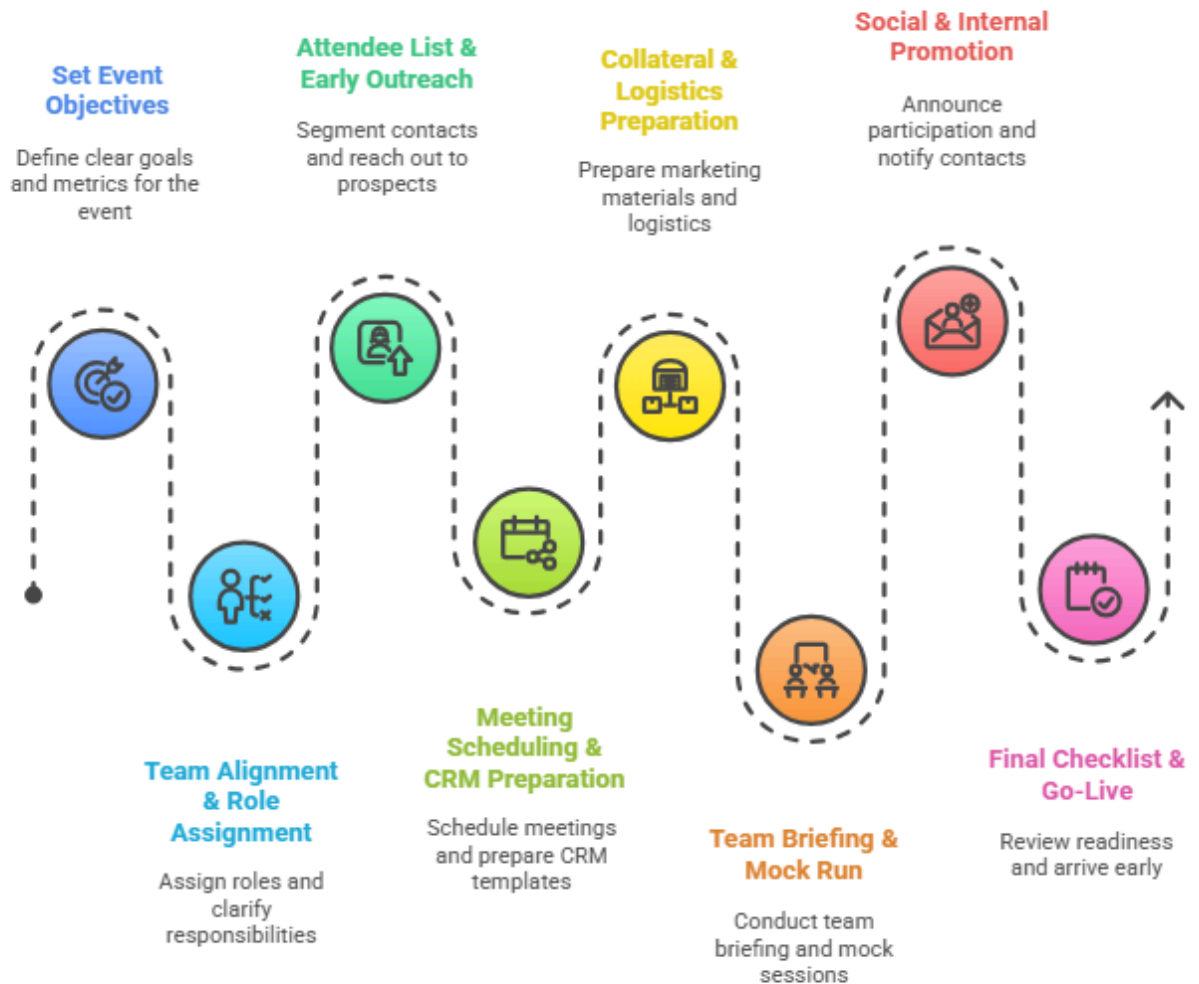 Set Event
Objectives
Define clear goals
and metrics for the
event
Team Alignment
& Role
Assignment
Assign roles and
clarify
responsibilities
Attendee List &
Early Outreach
Segment contacts
and reach out to
prospects
Meeting
Scheduling &
CRM Preparation
Schedule meetings
and prepare CRM
templates
Collateral &
Logistics
Preparation
Prepare marketing
materials and
logistics
Team Briefing &
Mock Run
Conduct team
briefing and mock
sessions
Social & Internal
Promotion
Announce
participation and
notify contacts
Final Checklist &
Go-Live
Review readiness
and arrive early